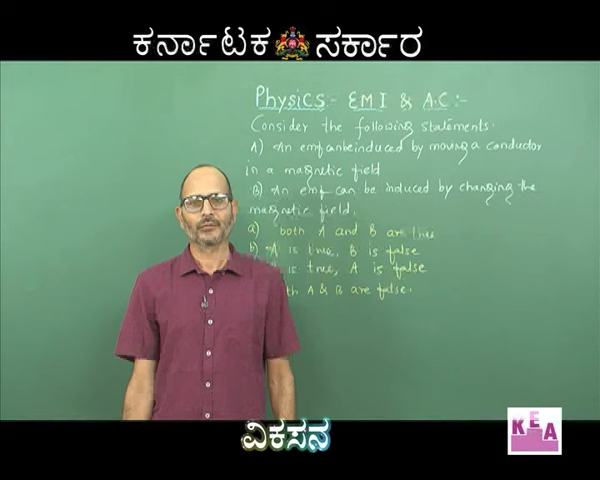 ಕರ್ನಾಟಕ ಸರ್ಕಾರ
Physics:- EMI & A.C:-
Consider the following statements.
A) An emf can be induced by moving a conductor
in a magnetic field
B) An emf can be induced by changing the
magnetic field.
a) both A and B are true
b) A is true, B is false
is true, A is false
A & B are false.
ವಿಕಸನ
KEA